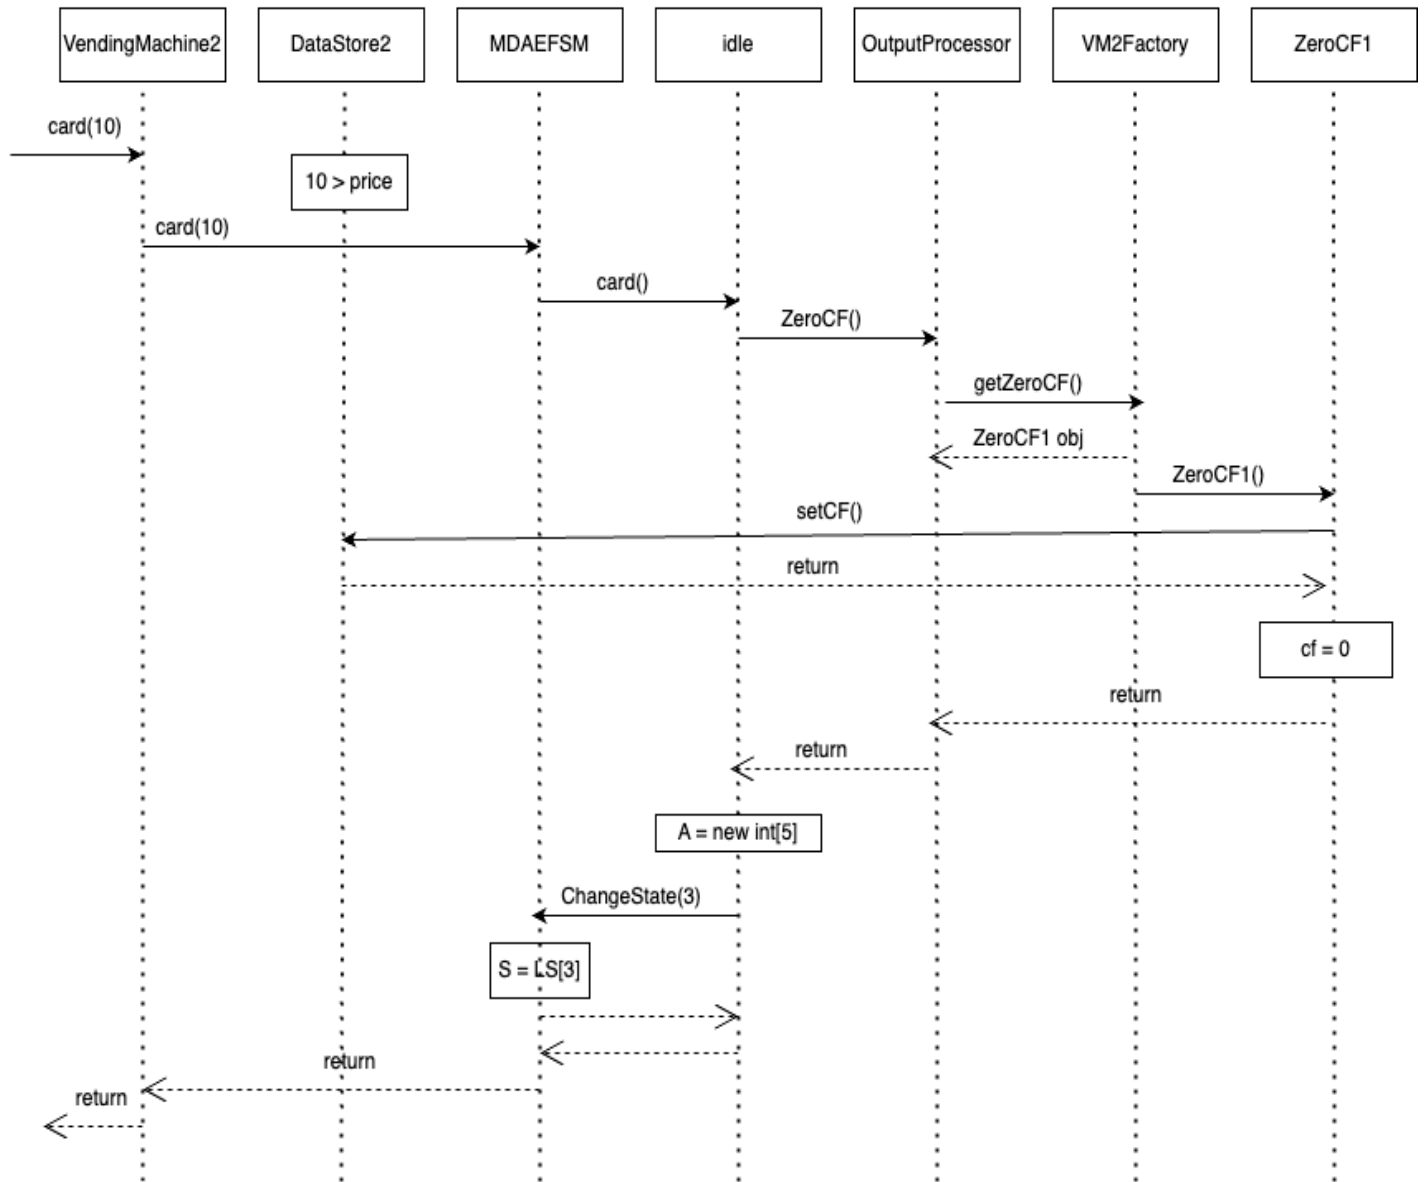 VendingMachine2
DataStore2
MDAEFSM
idle
OutputProcessor
VM2Factory
ZeroCF1
card(10)
10 > price
card(10)
card()
ZeroCF()
getZeroCF()
ZeroCF1 obj
ZeroCF1()
setCF()
return
cf = 0
return
return
A = new int[5]
ChangeState(3)
S = LS[3]
return
return